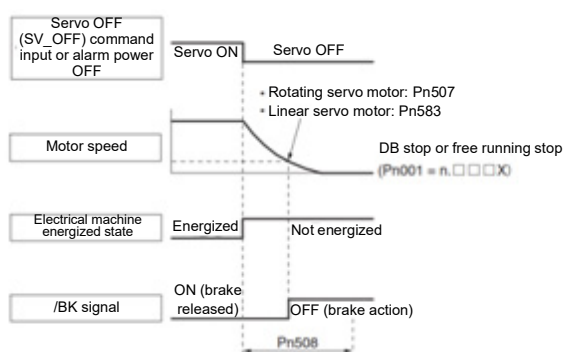 Servo OFF
(SV_OFF) command
input or alarm power
OFF
Servo ON
Servo OFF
• Rotating servo motor: Pn507
• Linear servo motor: Pn583
Motor speed
DB stop or free running stop
(Pn001 = n.□□□X)
Electrical machine
energized state
Energized
Not energized
/BK signal
ON (brake
released)
OFF (brake action)
Pn508